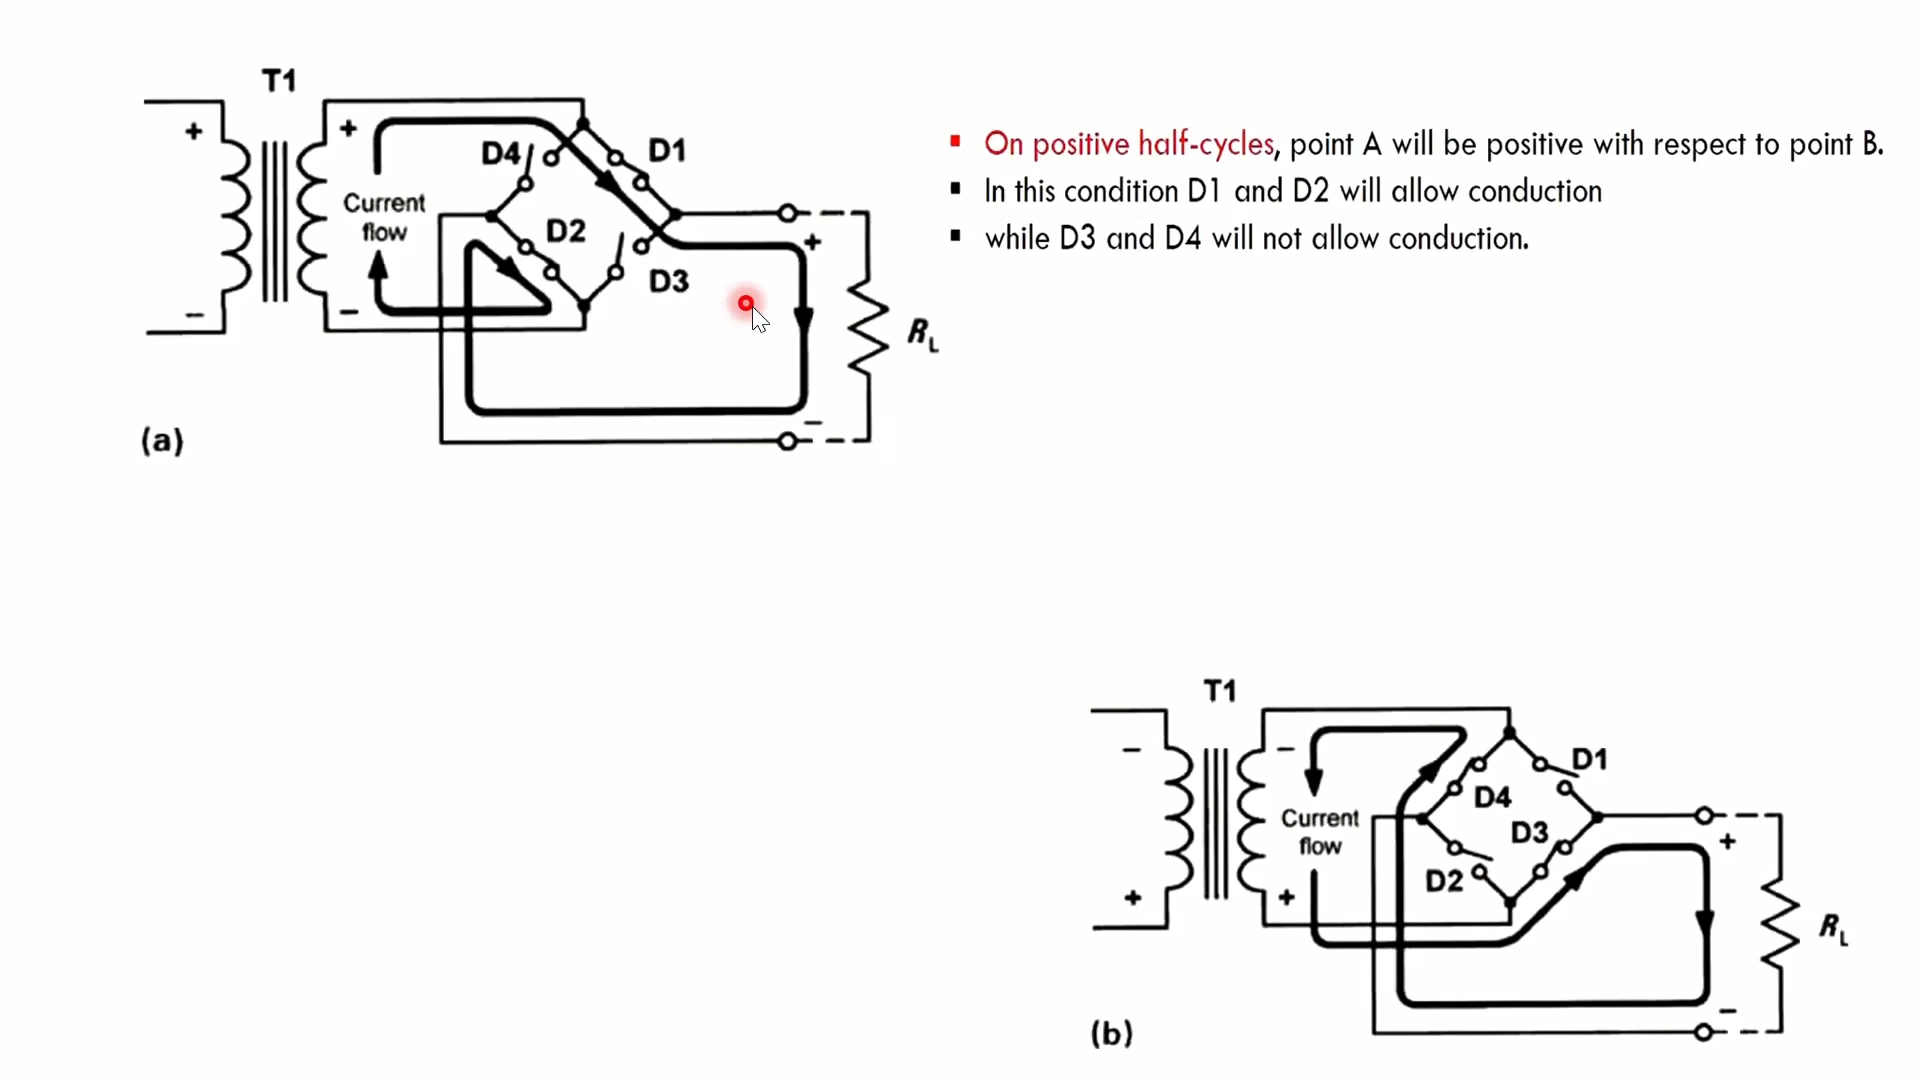 T1
+
+
D4
D1
Current
flow
D2
+
D3
−
−
R_L
−
(a)
▪ On positive half-cycles, point A will be positive with respect to point B.
▪ In this condition D1 and D2 will allow conduction
▪ while D3 and D4 will not allow conduction.
T1
−
−
D1
D4
Current
flow
D3
+
D2
+
+
R_L
−
(b)